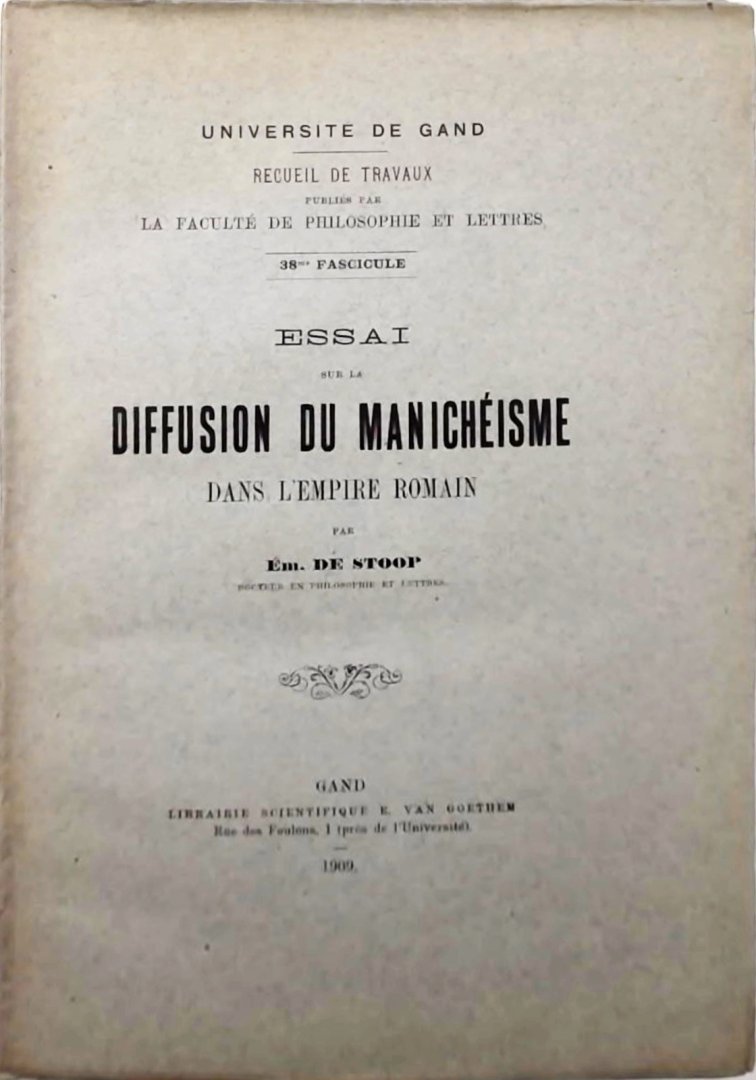 UNIVERSITE DE GAND
RECUEIL DE TRAVAUX
PUBLIÉS PAR
LA FACULTÉ DE PHILOSOPHIE ET LETTRES
38me FASCICULE
ESSAI
SUR LA
DIFFUSION DU MANICHÉISME
DANS L'EMPIRE ROMAIN
PAR
Ém. DE STOOP
DOCTEUR EN PHILOSOPHIE ET LETTRES
GAND
LIBRAIRIE SCIENTIFIQUE E. VAN GOETHEM
Rue des Foulons, 1 (près de l'Université)
1909.